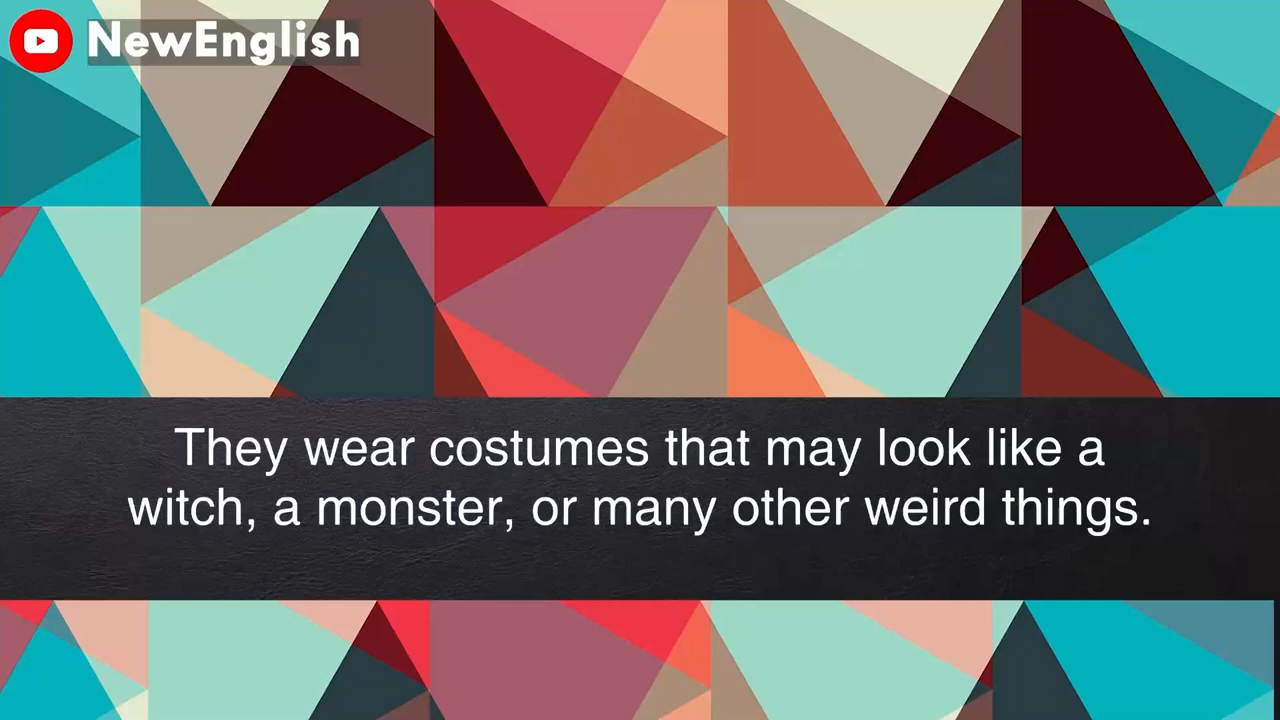 NewEnglish
They wear costumes that may look like a
witch, a monster, or many other weird things.